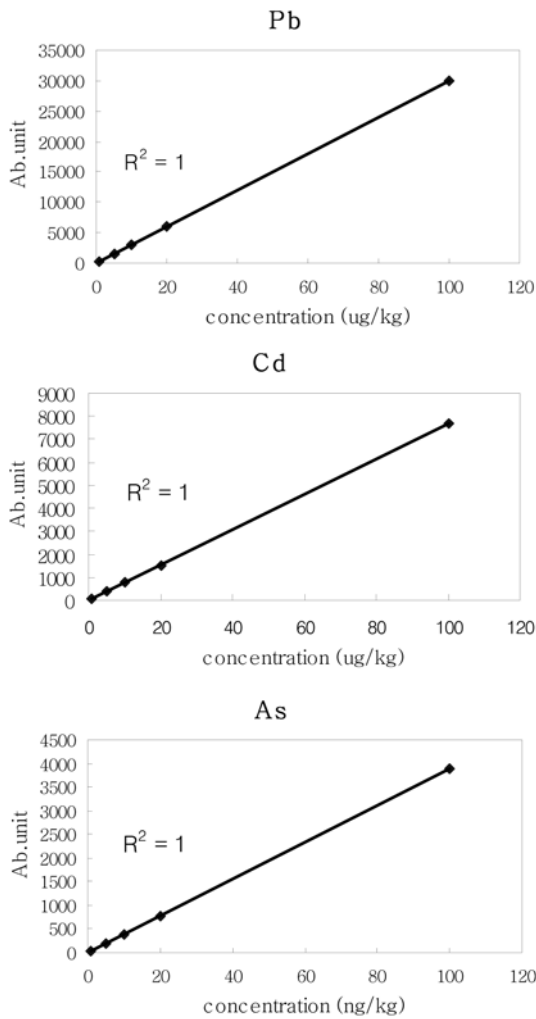 Pb
35000
30000
25000
20000
15000
10000
5000
0
Ab.unit
R² = 1
0 20 40 60 80 100 120
concentration (ug/kg)
Cd
9000
8000
7000
6000
5000
4000
3000
2000
1000
0
Ab.unit
R² = 1
0 20 40 60 80 100 120
concentration (ug/kg)
As
4500
4000
3500
3000
2500
2000
1500
1000
500
0
Ab.unit
R² = 1
0 20 40 60 80 100 120
concentration (ng/kg)